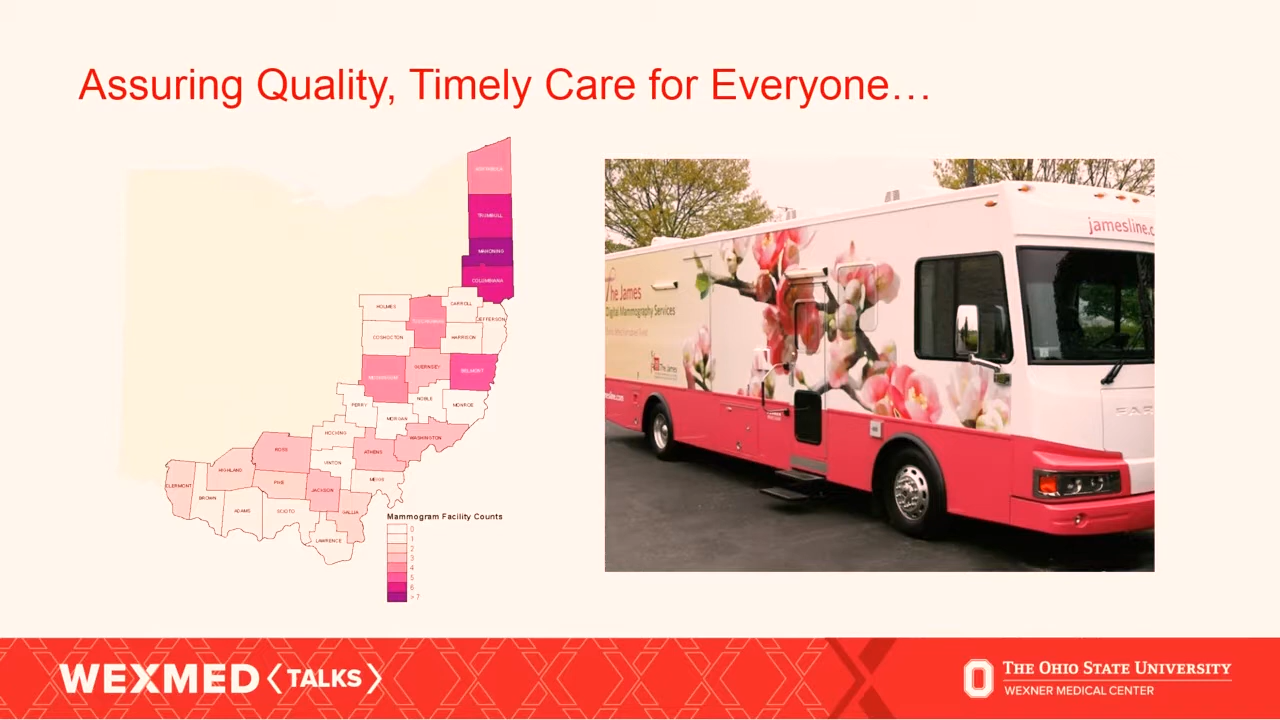 Assuring Quality, Timely Care for Everyone…
ASHTABULA
TRUMBULL
MAHONING
COLUMBIANA
HOLMES
CARROLL
JEFFERSON
TUSCARAWAS
COSHOCTON
HARRISON
GUERNSEY
BELMONT
MUSKINGUM
NOBLE
PERRY
MONROE
MORGAN
HOCKING
WASHINGTON
ROSS
ATHENS
VINTON
HIGHLAND
MEIGS
PIKE
CLERMONT
JACKSON
BROWN
ADAMS
SCIOTO
GALLIA
LAWRENCE
Mammogram Facility Counts
0
1
2
3
4
5
6
> 7
jamesline.c
The James
Digital Mammography Services
The James
WEXMED TALKS
THE OHIO STATE UNIVERSITY
WEXNER MEDICAL CENTER